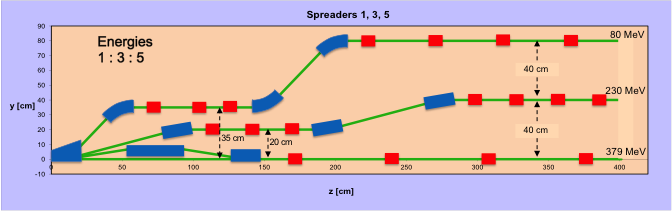 Spreaders 1, 3, 5
Energies
1 : 3 : 5
y [cm]
90
80
70
60
50
40
30
20
10
0
-10
80 MeV
40 cm
230 MeV
35 cm
20 cm
40 cm
379 MeV
0 50 100 150 200 250 300 350 400
z [cm]